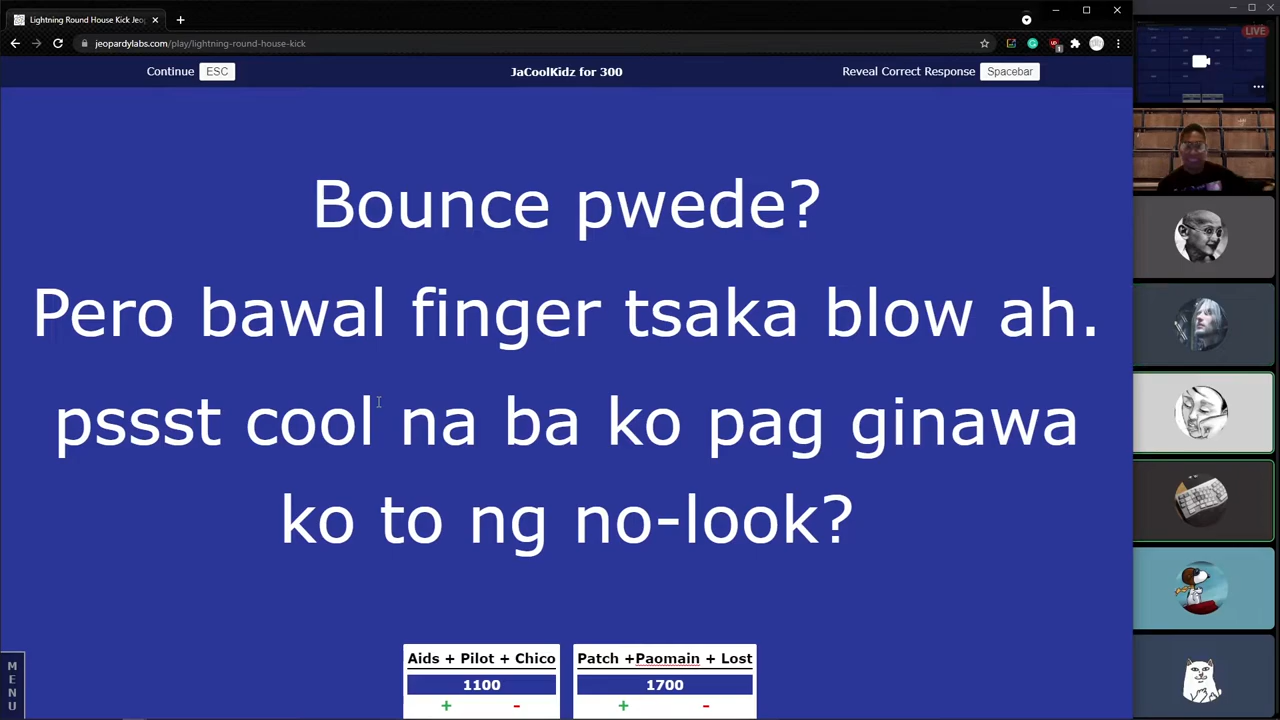 Lightning Round House Kick Jeop
jeopardylabs.com/play/lightning-round-house-kick
Continue ESC
JaCoolKidz for 300
Reveal Correct Response Spacebar
LIVE
Bounce pwede?
Pero bawal finger tsaka blow ah.
pssst cool na ba ko pag ginawa
ko to ng no-look?
MENU
Aids + Pilot + Chico
1100
+ -
Patch +Paomain + Lost
1700
+ -